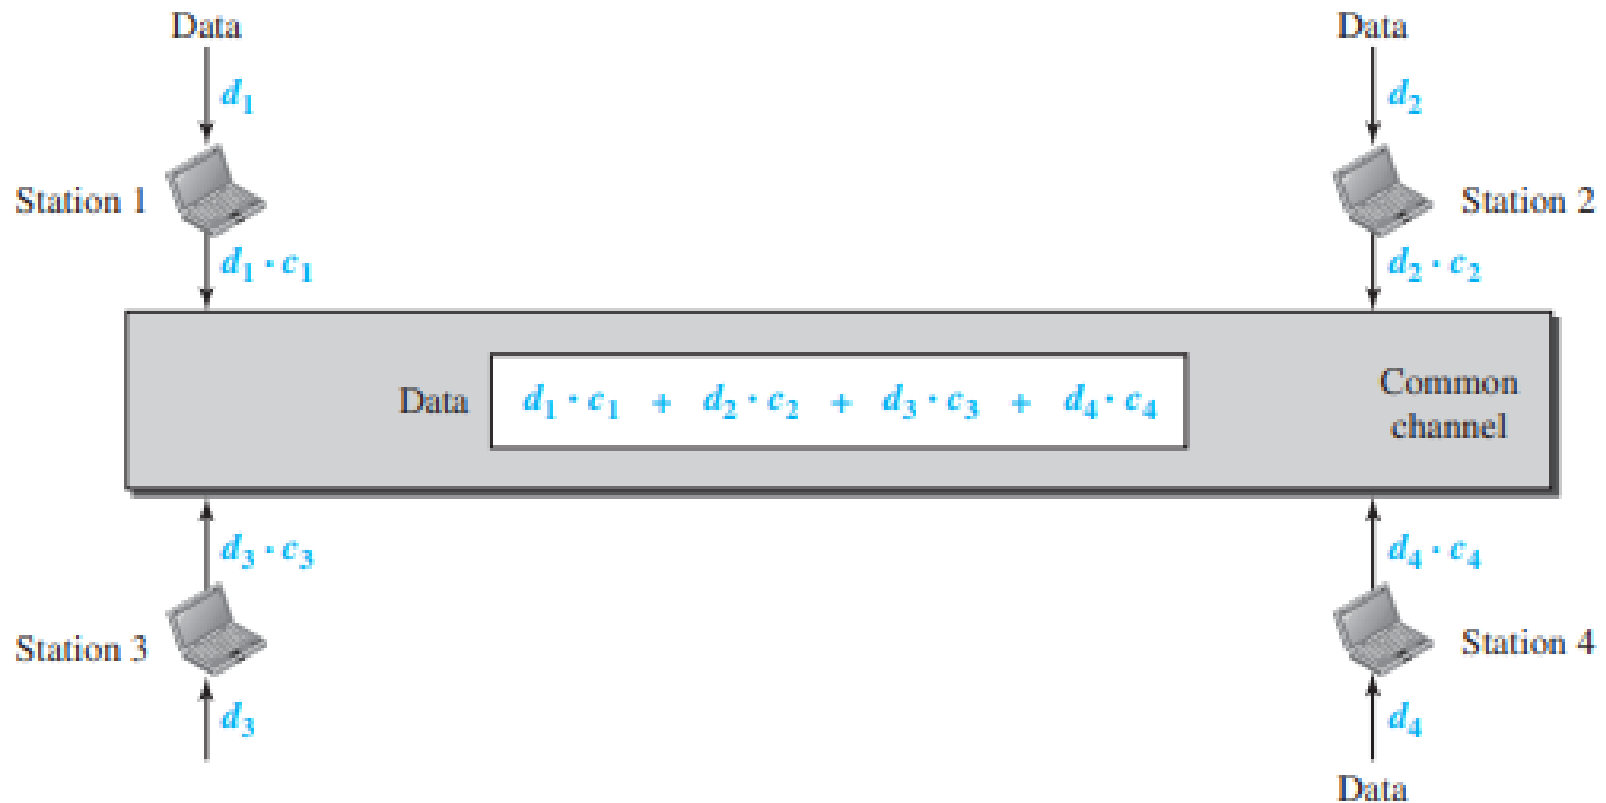 Data
Data
d₁
d₂
Station 1
Station 2
d₁ · c₁
d₂ · c₂
Data
d₁ · c₁ + d₂ · c₂ + d₃ · c₃ + d₄ · c₄
Common
channel
d₃ · c₃
d₄ · c₄
Station 3
Station 4
d₃
d₄
Data